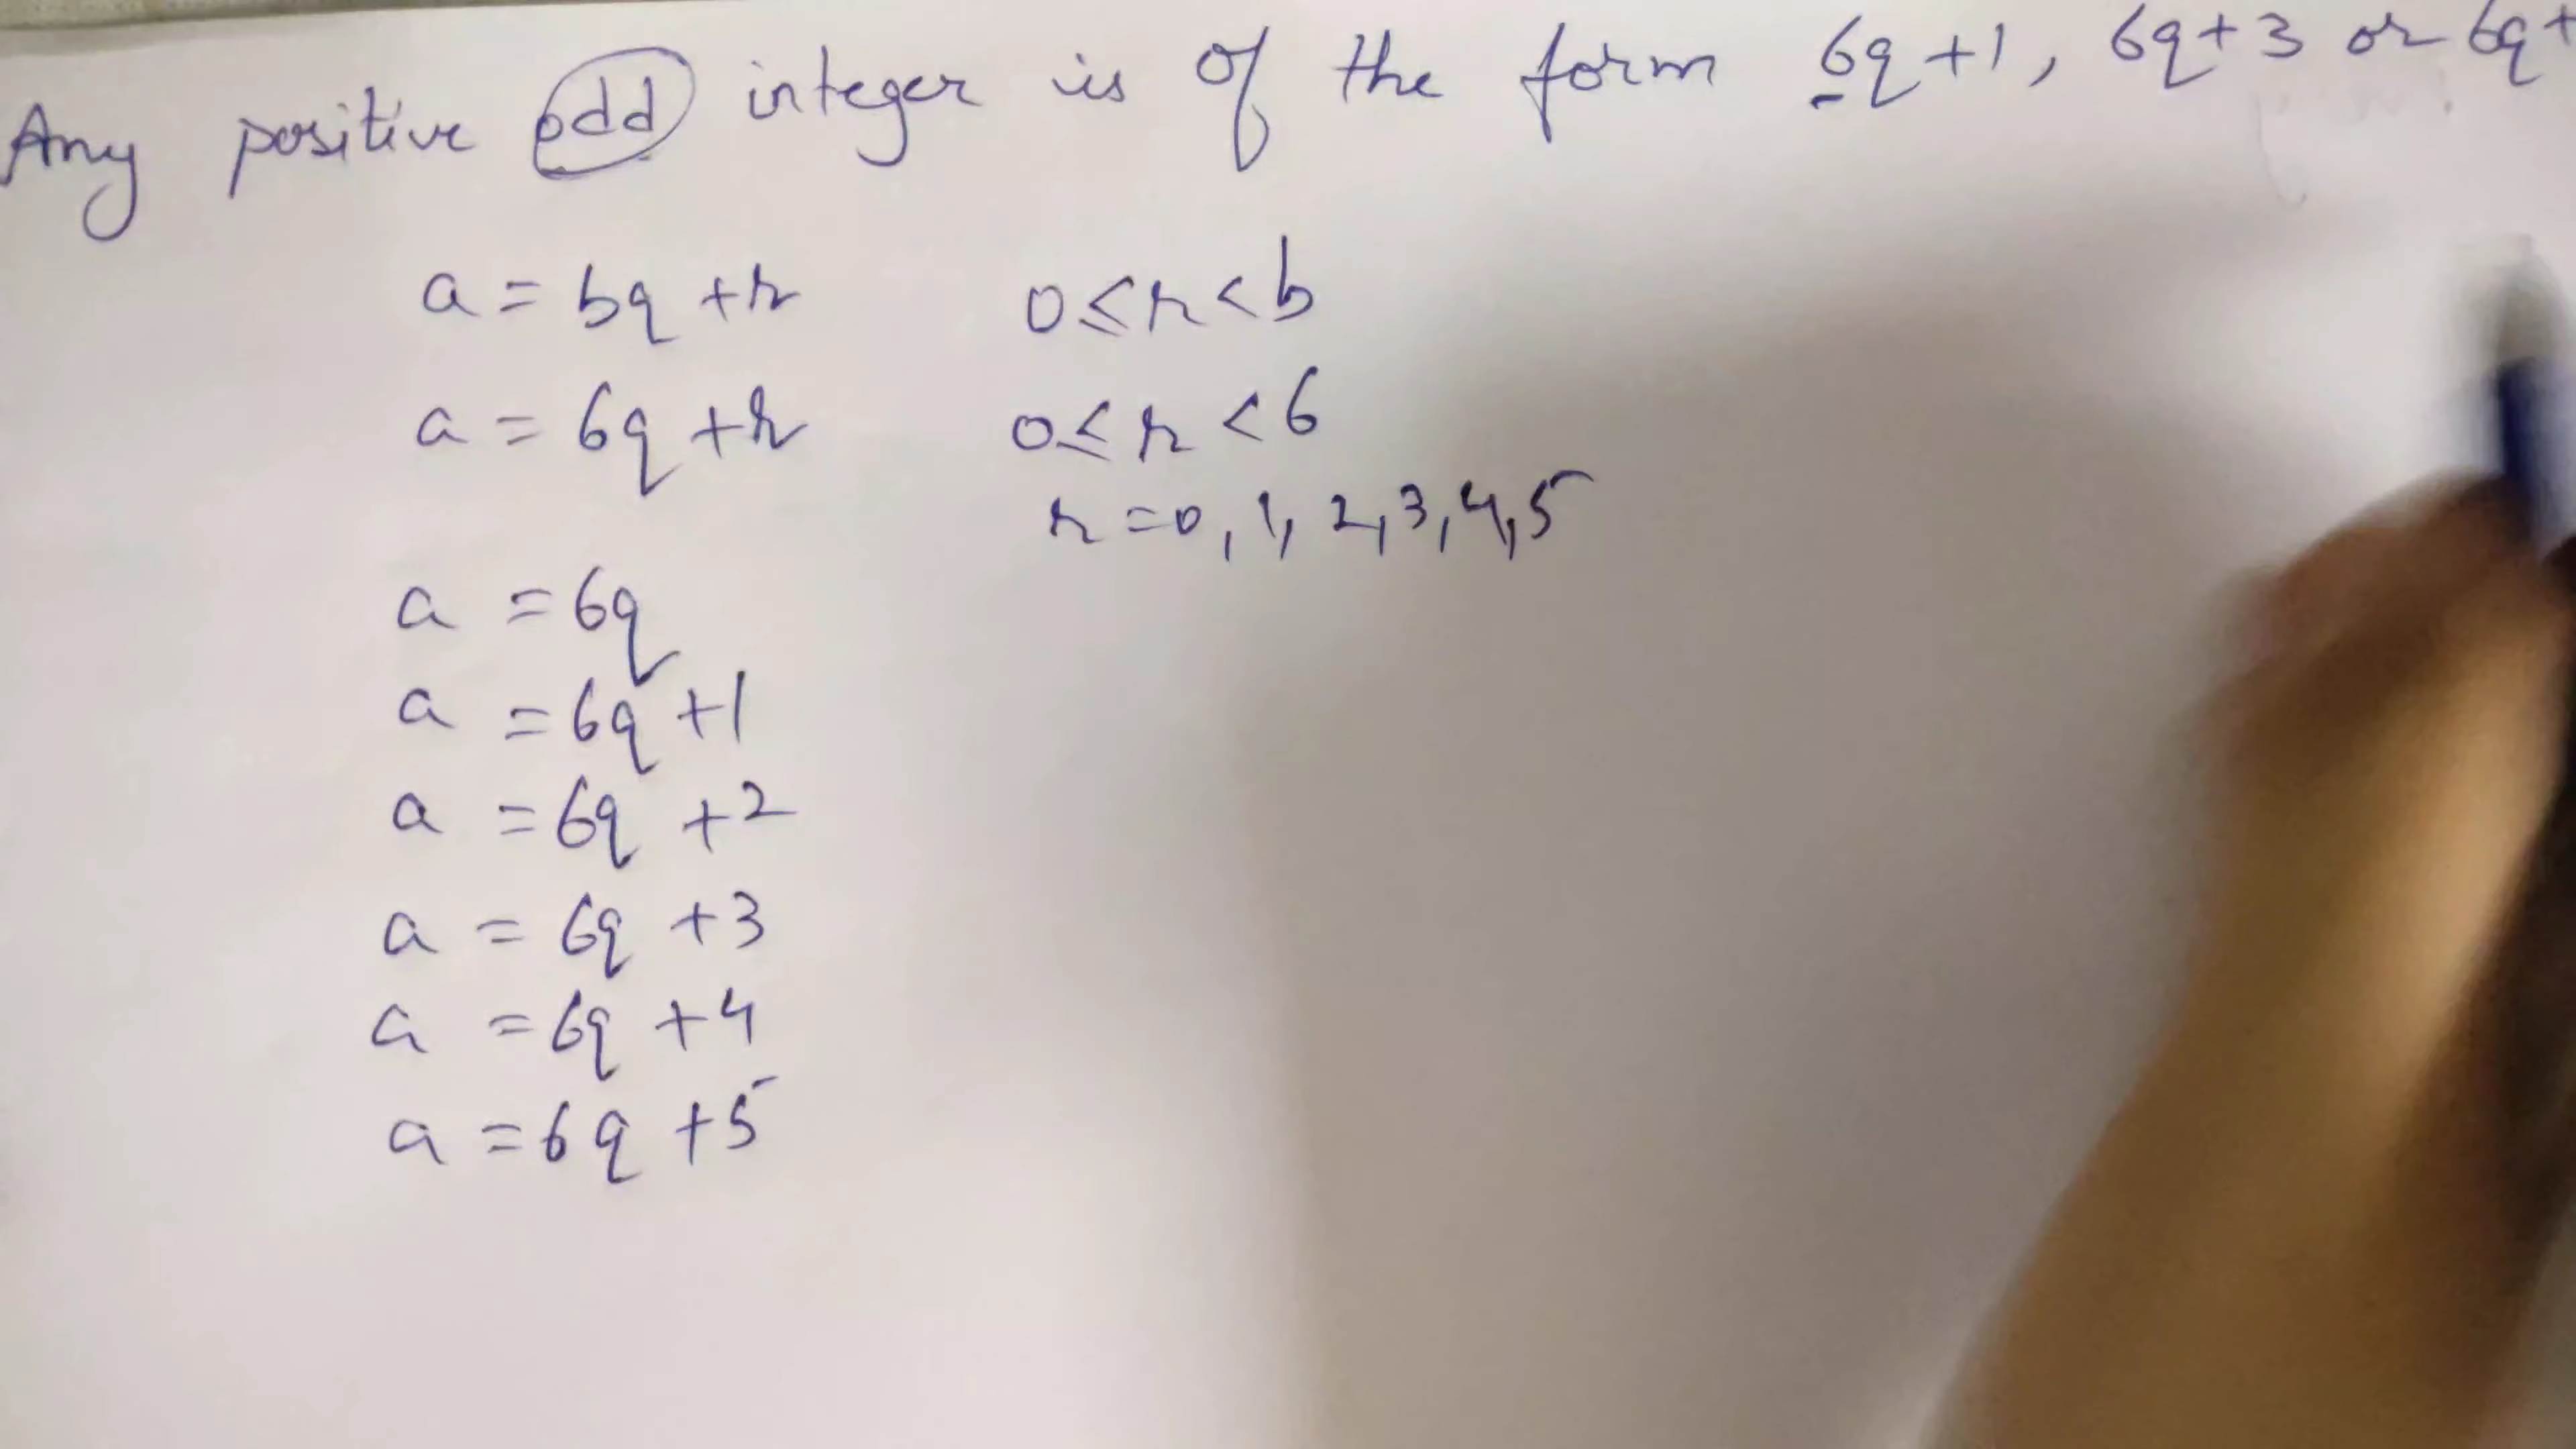 Any positive odd integer is of the form 6q+1, 6q+3 or 6q+
a = bq+r 0≤r<b
a = 6q+r 0≤r<6
r=0,1,2,3,4,5
a = 6q
a = 6q+1
a = 6q+2
a = 6q+3
a = 6q+4
a = 6q+5